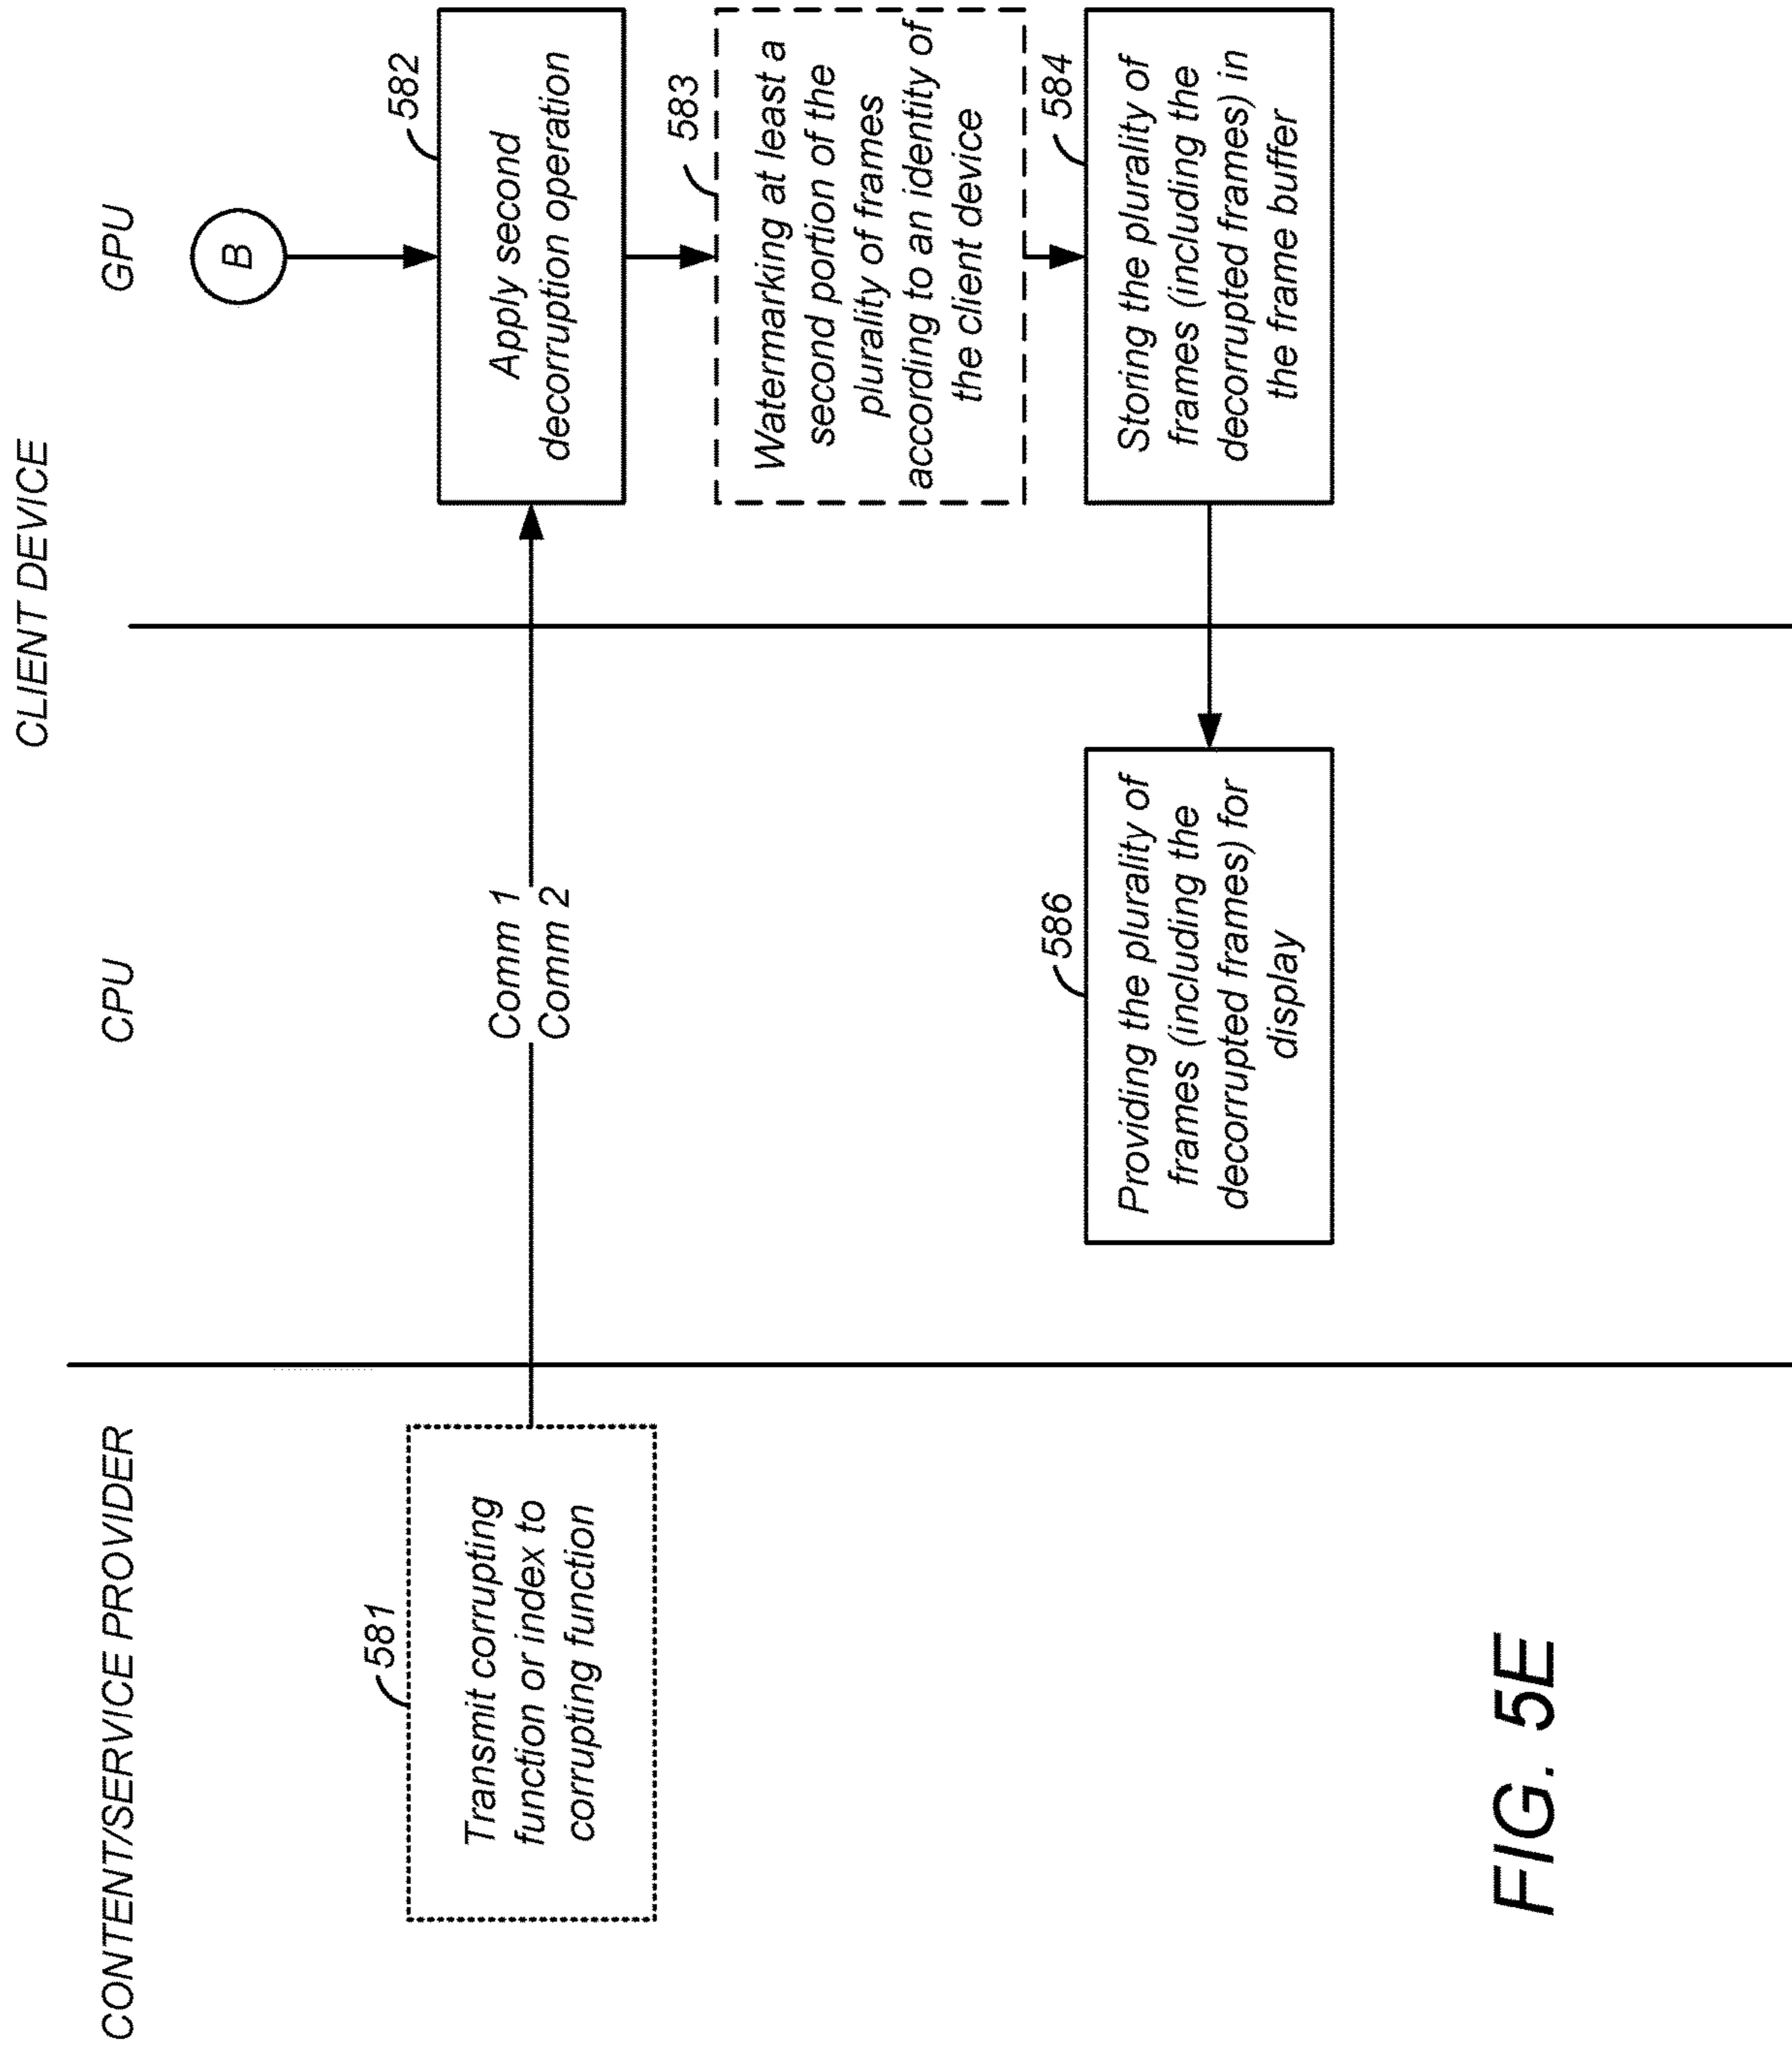 CLIENT DEVICE
CONTENT/SERVICE PROVIDER
CPU
GPU
B
581
Transmit corrupting
function or index to
corrupting function
Comm 1
Comm 2
582
Apply second
decorruption operation
583
Watermarking at least a
second portion of the
plurality of frames
according to an identity of
the client device
584
Storing the plurality of
frames (including the
decorrupted frames) in
the frame buffer
586
Providing the plurality of
frames (including the
decorrupted frames) for
display
FIG. 5E